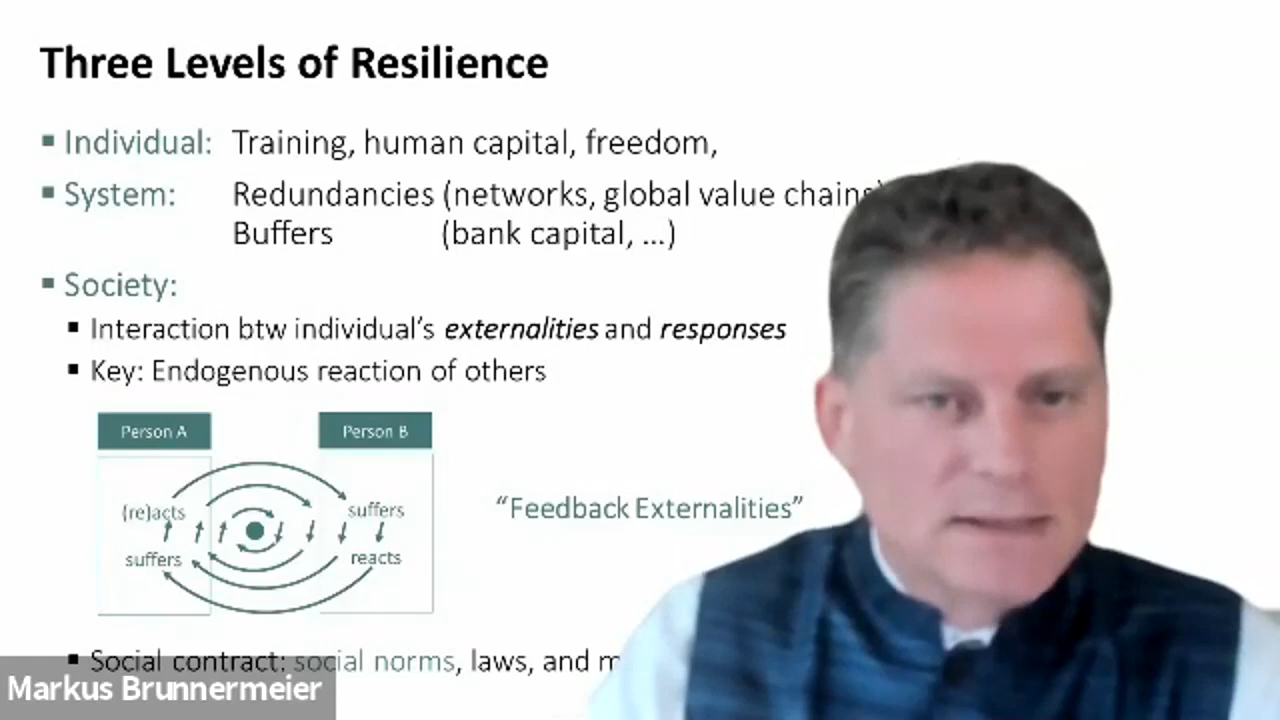 Three Levels of Resilience
▪ Individual: Training, human capital, freedom,
▪ System: Redundancies (networks, global value chains)
Buffers (bank capital, …)
▪ Society:
▪ Interaction btw individual’s externalities and responses
▪ Key: Endogenous reaction of others
Person A Person B
(re)acts suffers
“Feedback Externalities”
suffers reacts
▪ Social contract: social norms, laws, and
Markus Brunnermeier